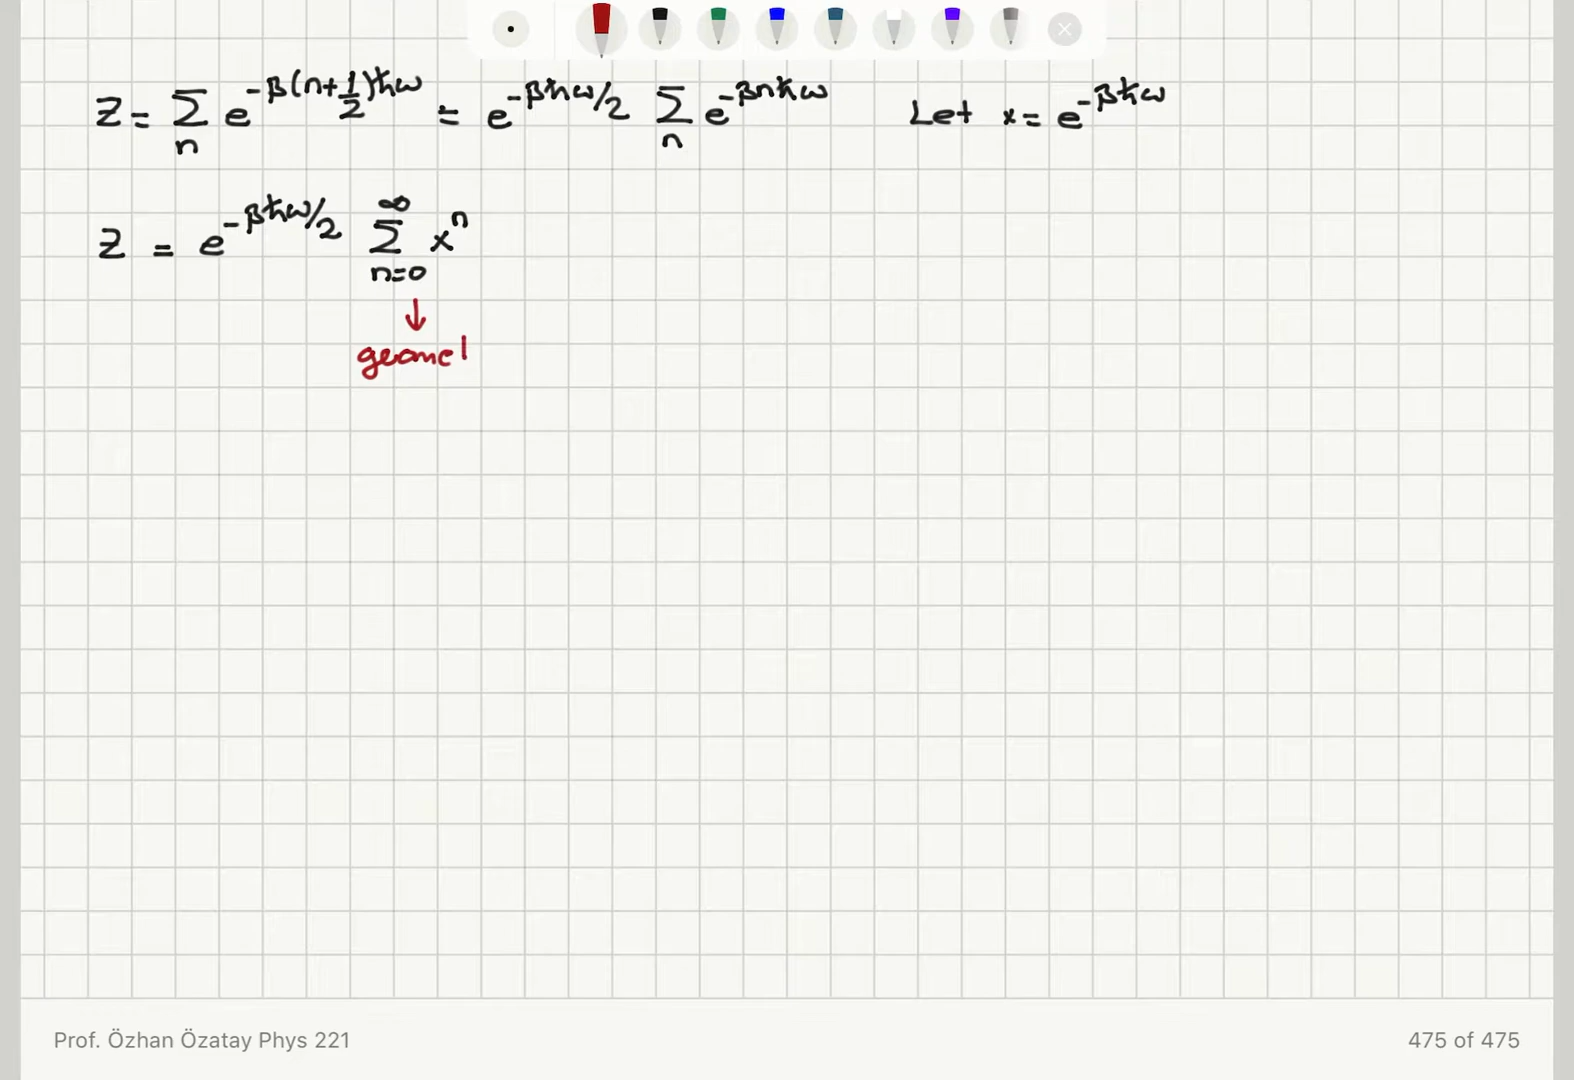 Z = Σ_n e^{-β(n+1/2)ħω} = e^{-βħω/2} Σ_n e^{-βnħω} Let x = e^{-βħω}
Z = e^{-βħω/2} Σ_{n=0}^{∞} x^n
↓
geomel
Prof. Özhan Özatay Phys 221
475 of 475